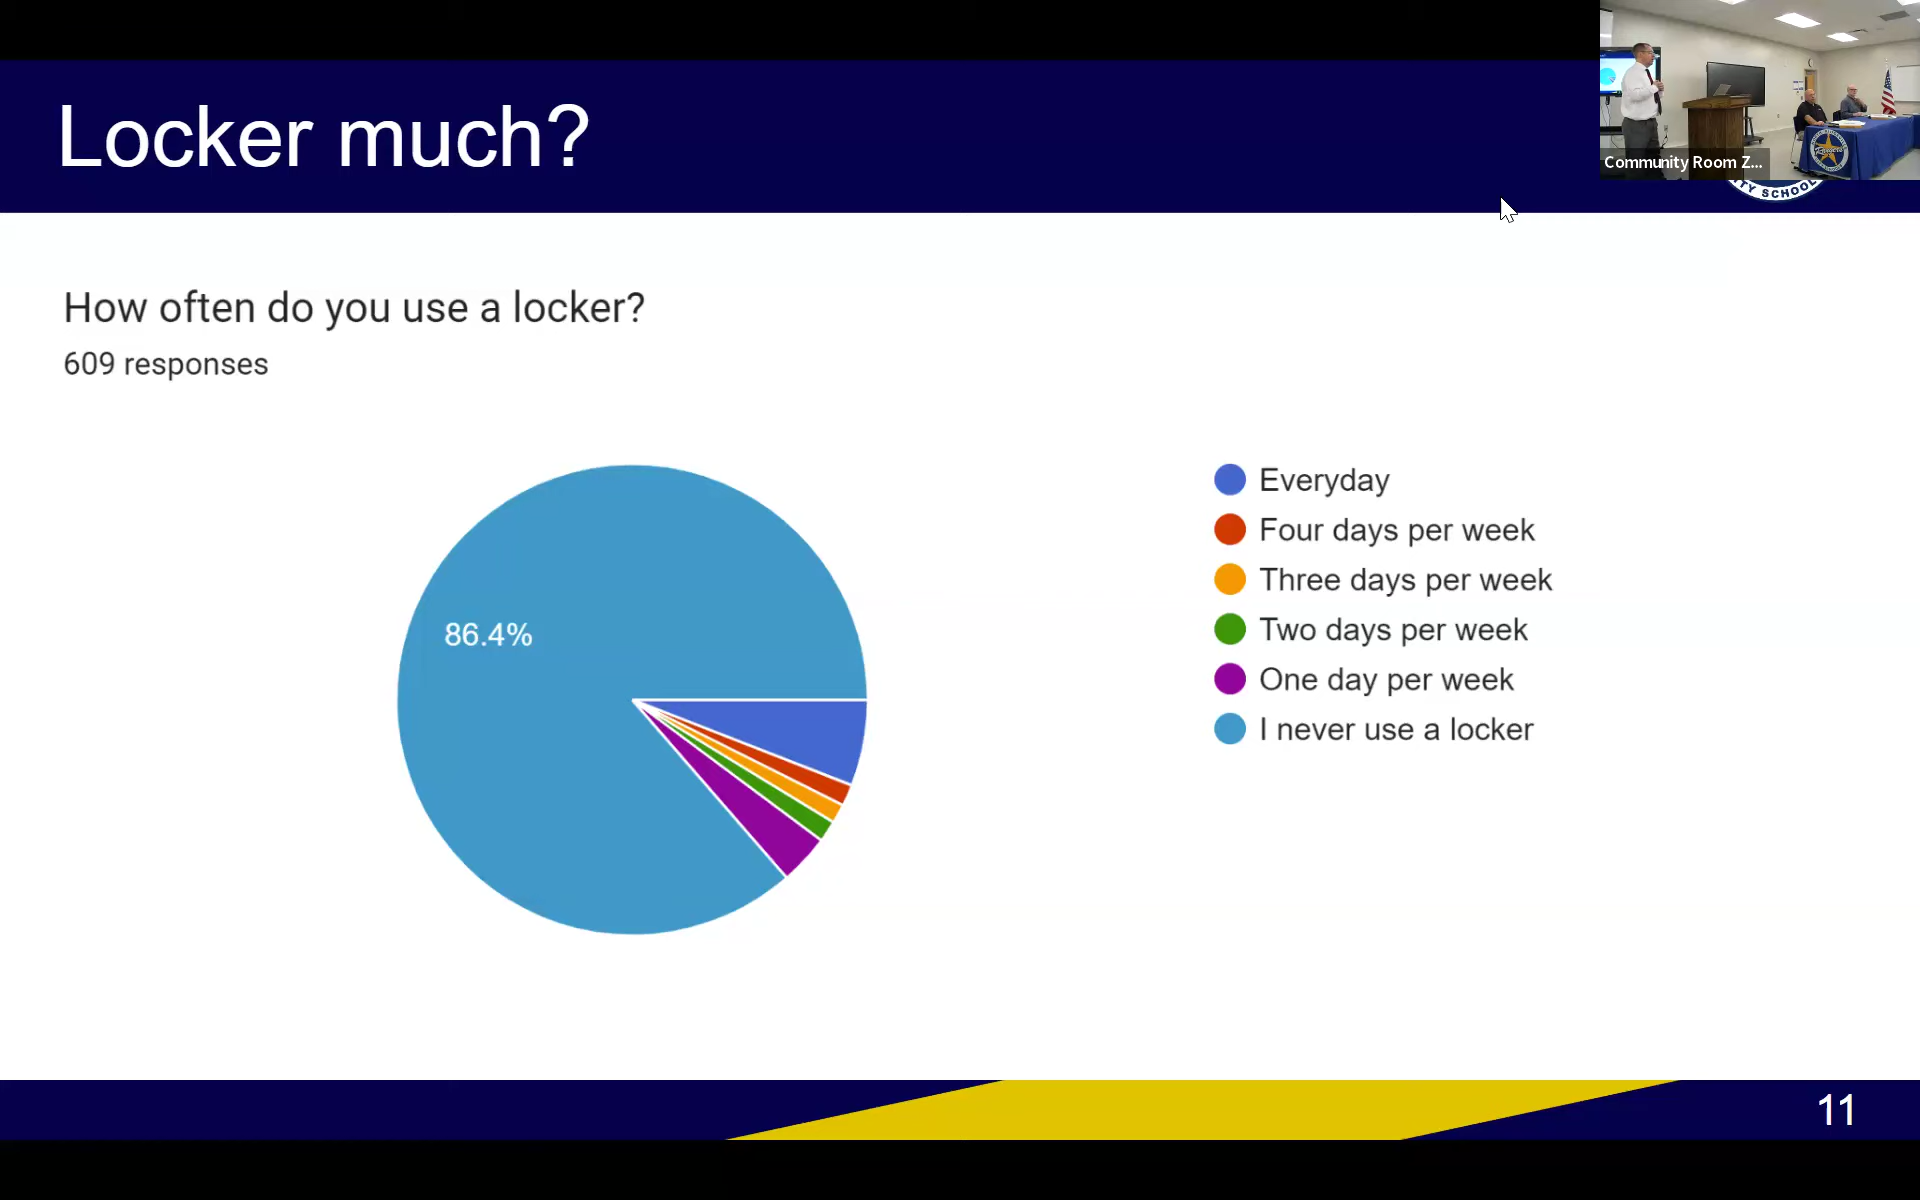 Locker much?
Community Room Z...
TY SCHOOL
How often do you use a locker?
609 responses
86.4%
Everyday
Four days per week
Three days per week
Two days per week
One day per week
I never use a locker
11